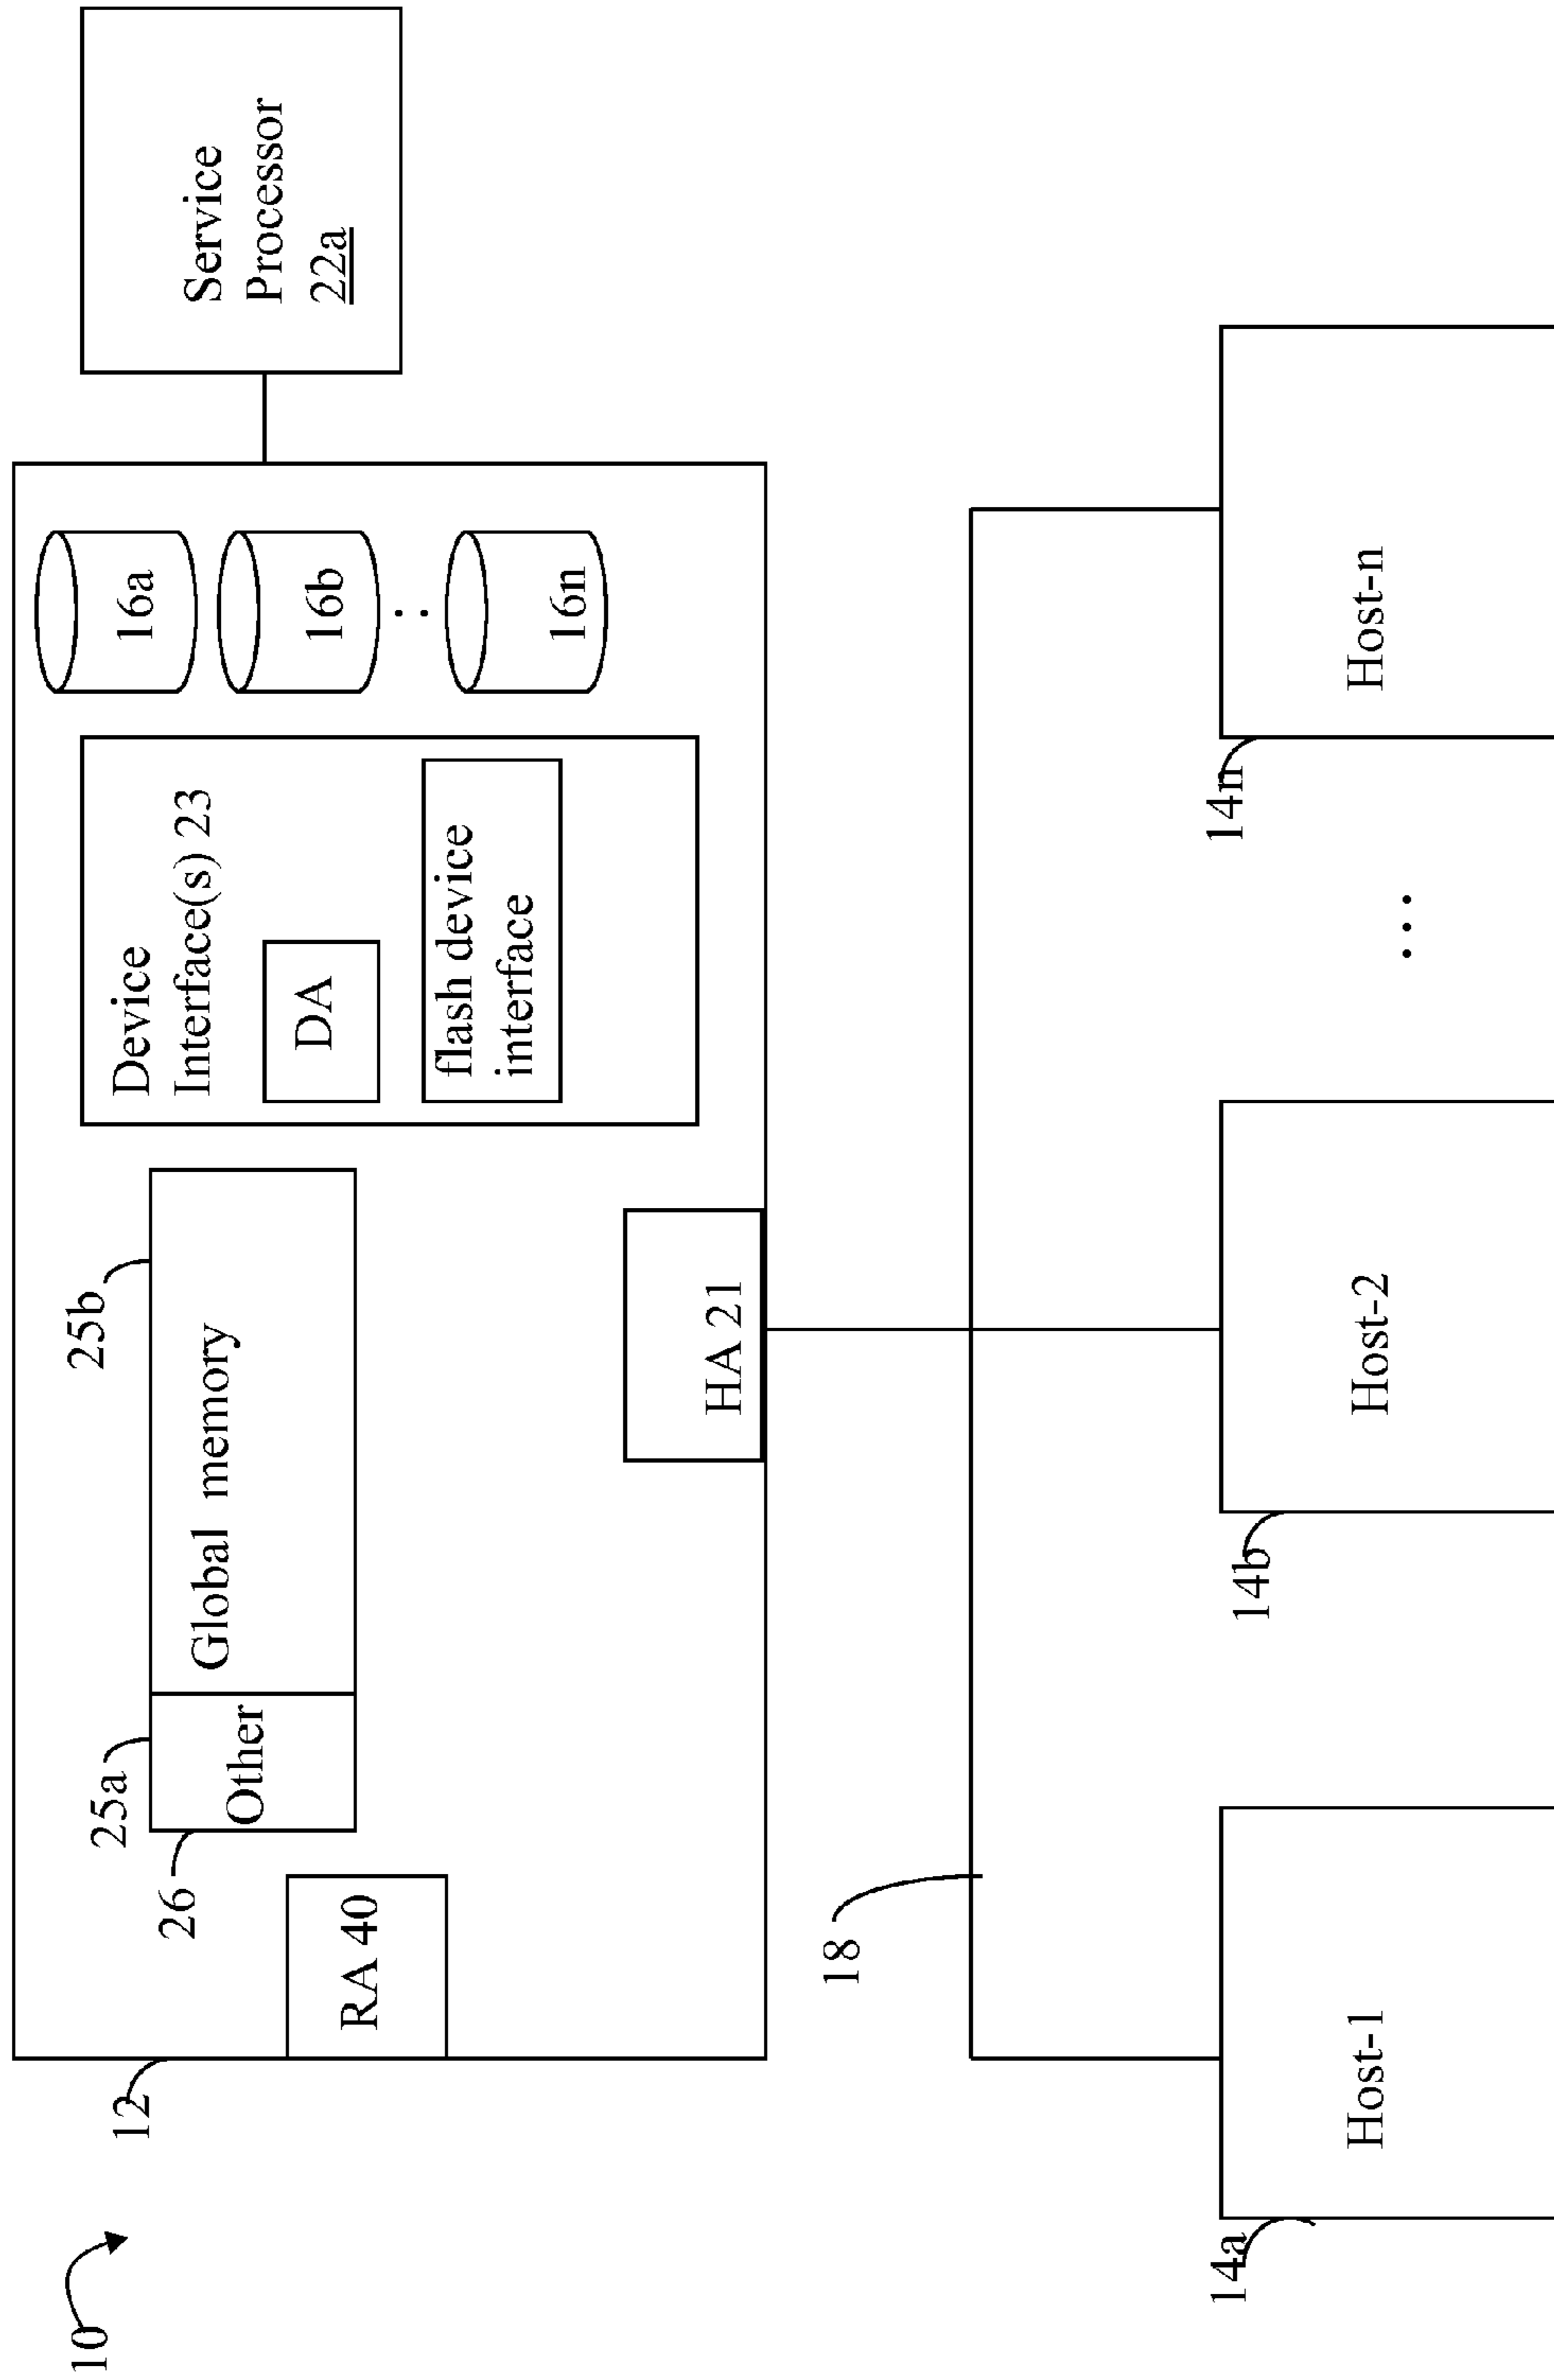 10
12
RA 40
26
25a
Other
25b
Global memory
HA 21
Device
Interface(s) 23
DA
flash device
interface
16a
16b
16n
Service
Processor
22a
18
14a
Host-1
14b
Host-2
14n
Host-n